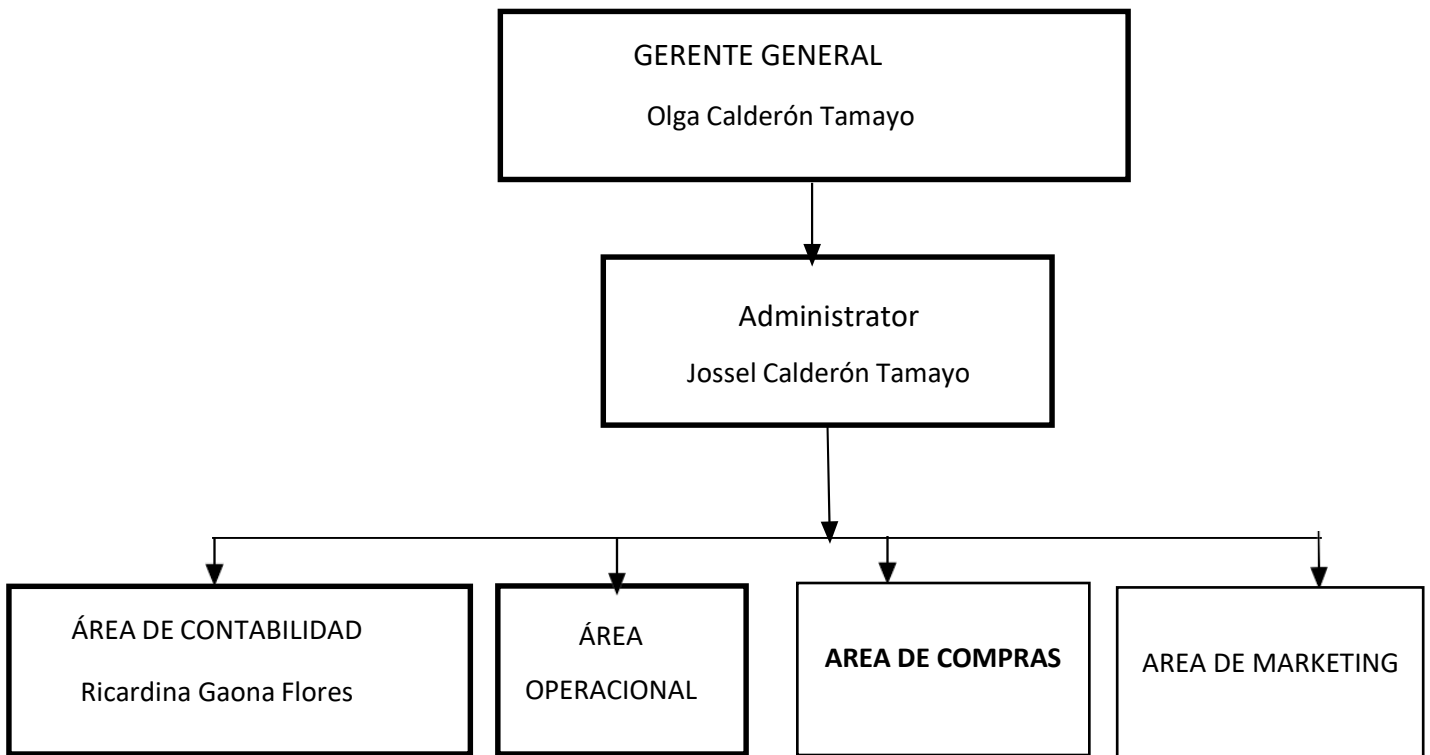 GERENTE GENERAL
Olga Calderón Tamayo
Administrator
Jossel Calderón Tamayo
ÁREA DE CONTABILIDAD
Ricardina Gaona Flores
ÁREA
OPERACIONAL
AREA DE COMPRAS
AREA DE MARKETING